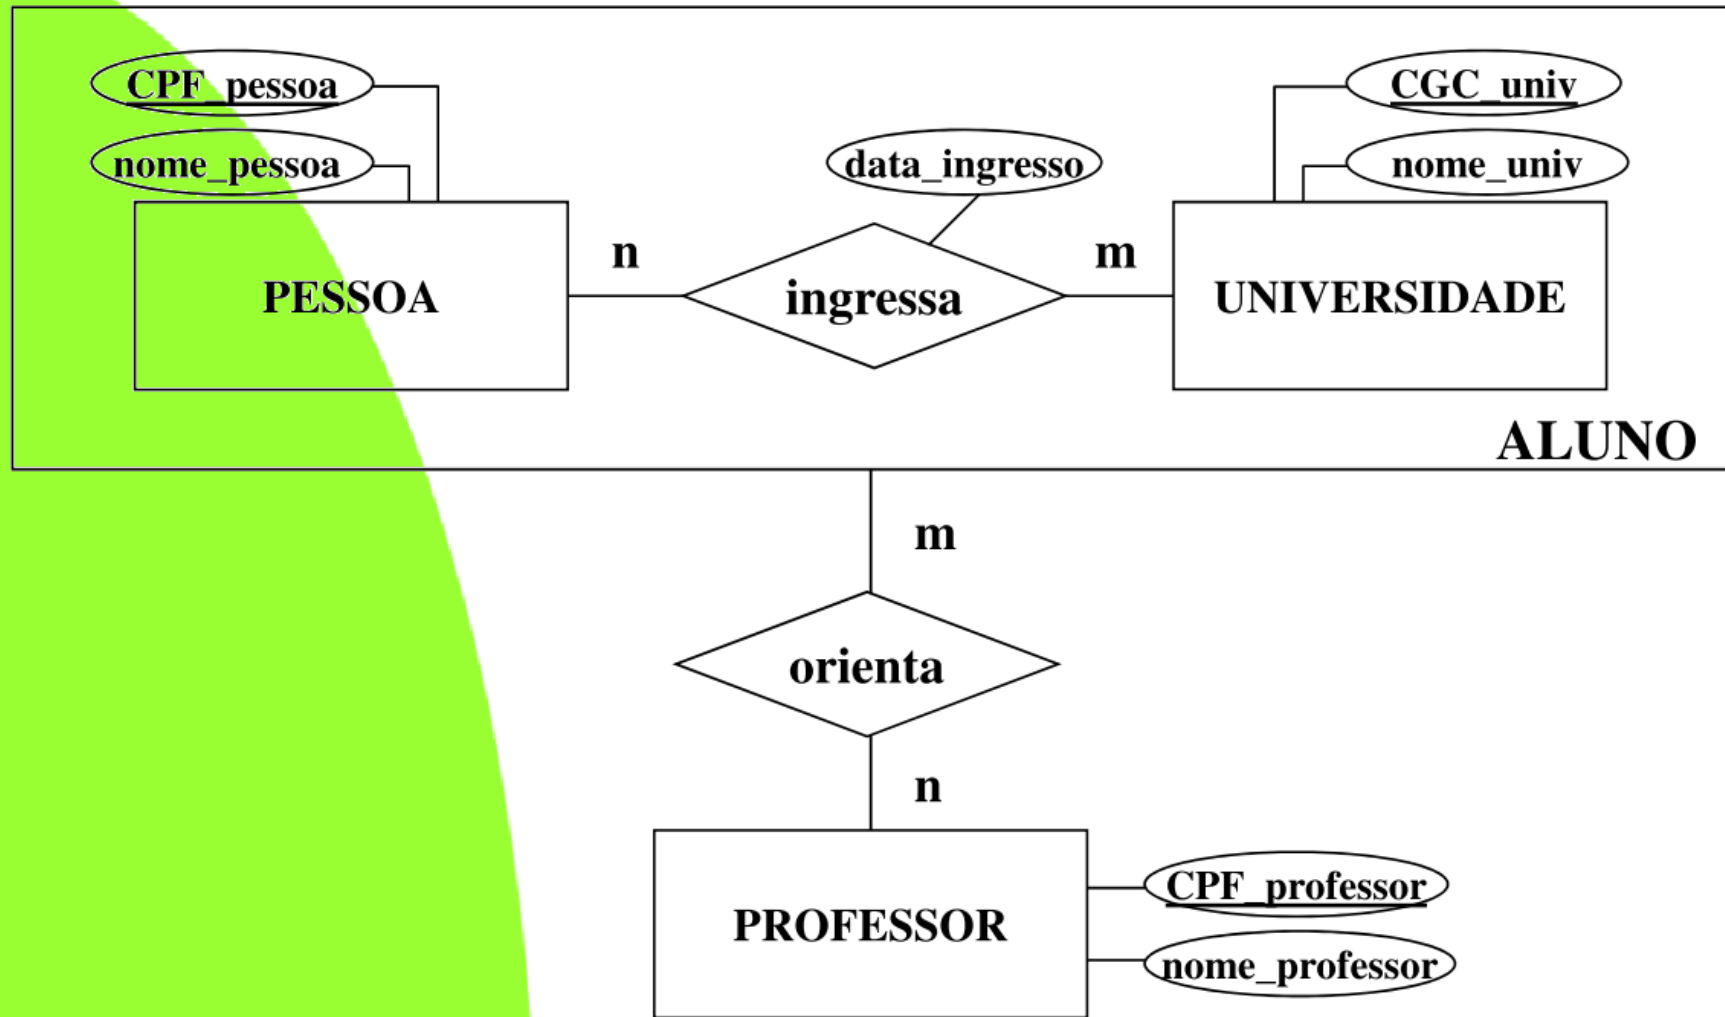 CPF_pessoa
CGC_univ
nome_pessoa
data_ingresso
nome_univ
n
m
PESSOA
ingressa
UNIVERSIDADE
ALUNO
m
orienta
n
CPF_professor
PROFESSOR
nome_professor